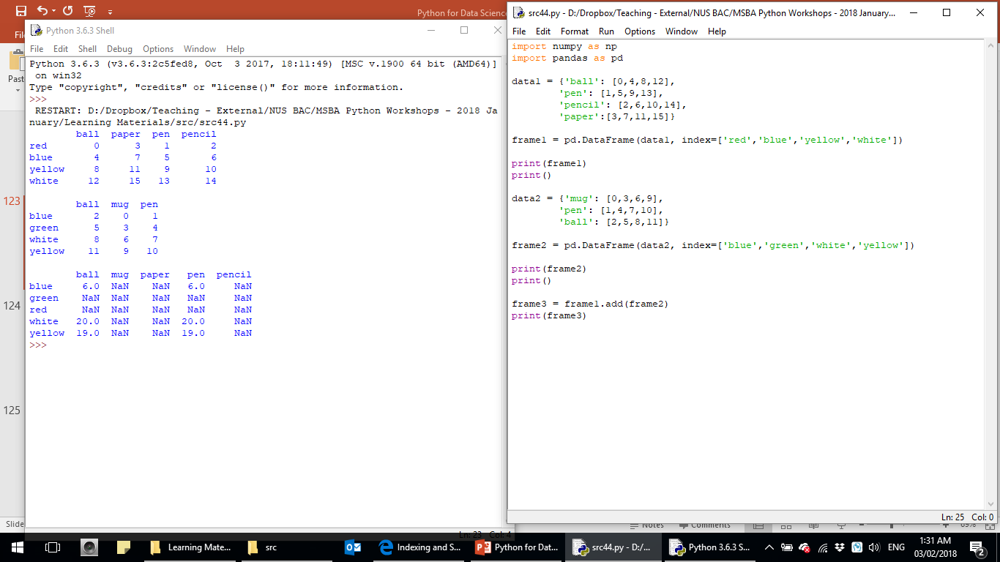 Python for Data Scienc
Fil
Past
123
124
125
Slide
Python 3.6.3 Shell
File Edit Shell Debug Options Window Help
Python 3.6.3 (v3.6.3:2c5fed8, Oct  3 2017, 18:11:49) [MSC v.1900 64 bit (AMD64)]
 on win32
Type "copyright", "credits" or "license()" for more information.
>>>
 RESTART: D:/Dropbox/Teaching - External/NUS BAC/MSBA Python Workshops - 2018 Ja
nuary/Learning Materials/src/src44.py
        ball  paper  pen  pencil
red        0      3    1       2
blue       4      7    5       6
yellow     8     11    9      10
white     12     15   13      14

        ball  mug  pen
blue       2    0    1
green      5    3    4
white      8    6    7
yellow    11    9   10

        ball  mug  paper   pen  pencil
blue     6.0  NaN    NaN   6.0     NaN
green    NaN  NaN    NaN   NaN     NaN
red      NaN  NaN    NaN   NaN     NaN
white   20.0  NaN    NaN  20.0     NaN
yellow  19.0  NaN    NaN  19.0     NaN
>>>
Ln: 23 Col: 4
src44.py - D:/Dropbox/Teaching - External/NUS BAC/MSBA Python Workshops - 2018 January...
File Edit Format Run Options Window Help
import numpy as np
import pandas as pd

data1 = {'ball': [0,4,8,12],
        'pen': [1,5,9,13],
        'pencil': [2,6,10,14],
        'paper':[3,7,11,15]}

frame1 = pd.DataFrame(data1, index=['red','blue','yellow','white'])

print(frame1)
print()

data2 = {'mug': [0,3,6,9],
        'pen': [1,4,7,10],
        'ball': [2,5,8,11]}

frame2 = pd.DataFrame(data2, index=['blue','green','white','yellow'])

print(frame2)
print()

frame3 = frame1.add(frame2)
print(frame3)
Ln: 25 Col: 0
Notes Comments 69%
Learning Mate... src Indexing and S... Python for Dat... src44.py - D:/... Python 3.6.3 S... ENG
1:31 AM
03/02/2018
2